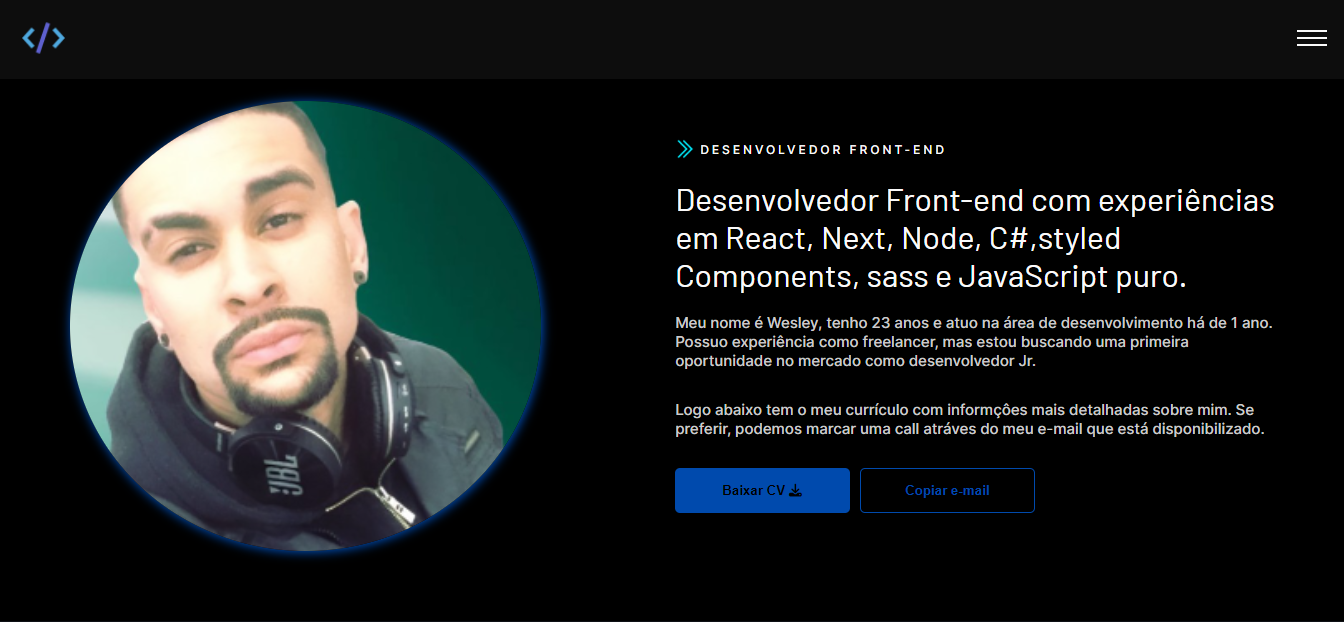 </>
DESENVOLVEDOR FRONT-END
Desenvolvedor Front-end com experiências
em React, Next, Node, C#,styled
Components, sass e JavaScript puro.
Meu nome é Wesley, tenho 23 anos e atuo na área de desenvolvimento há de 1 ano.
Possuo experiência como freelancer, mas estou buscando uma primeira
oportunidade no mercado como desenvolvedor Jr.
Logo abaixo tem o meu currículo com informções mais detalhadas sobre mim. Se
preferir, podemos marcar uma call atráves do meu e-mail que está disponibilizado.
Baixar CV
Copiar e-mail
JBL